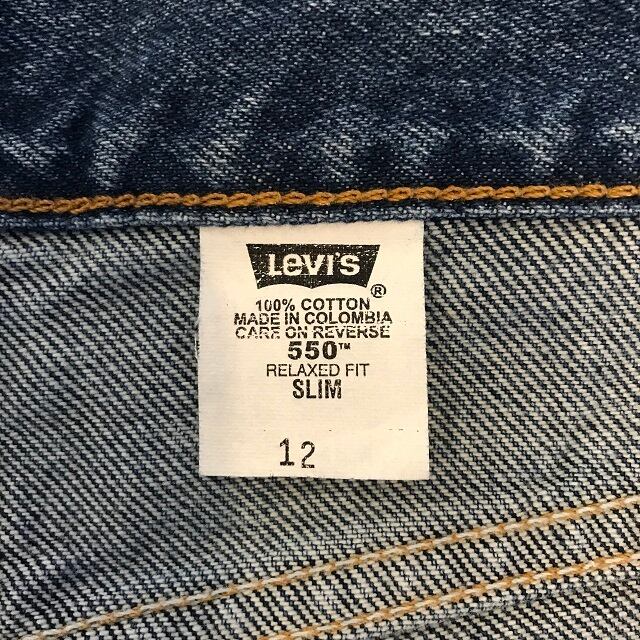 Levi's
®
100% COTTON
MADE IN COLOMBIA
CARE ON REVERSE
550™
RELAXED FIT
SLIM
12